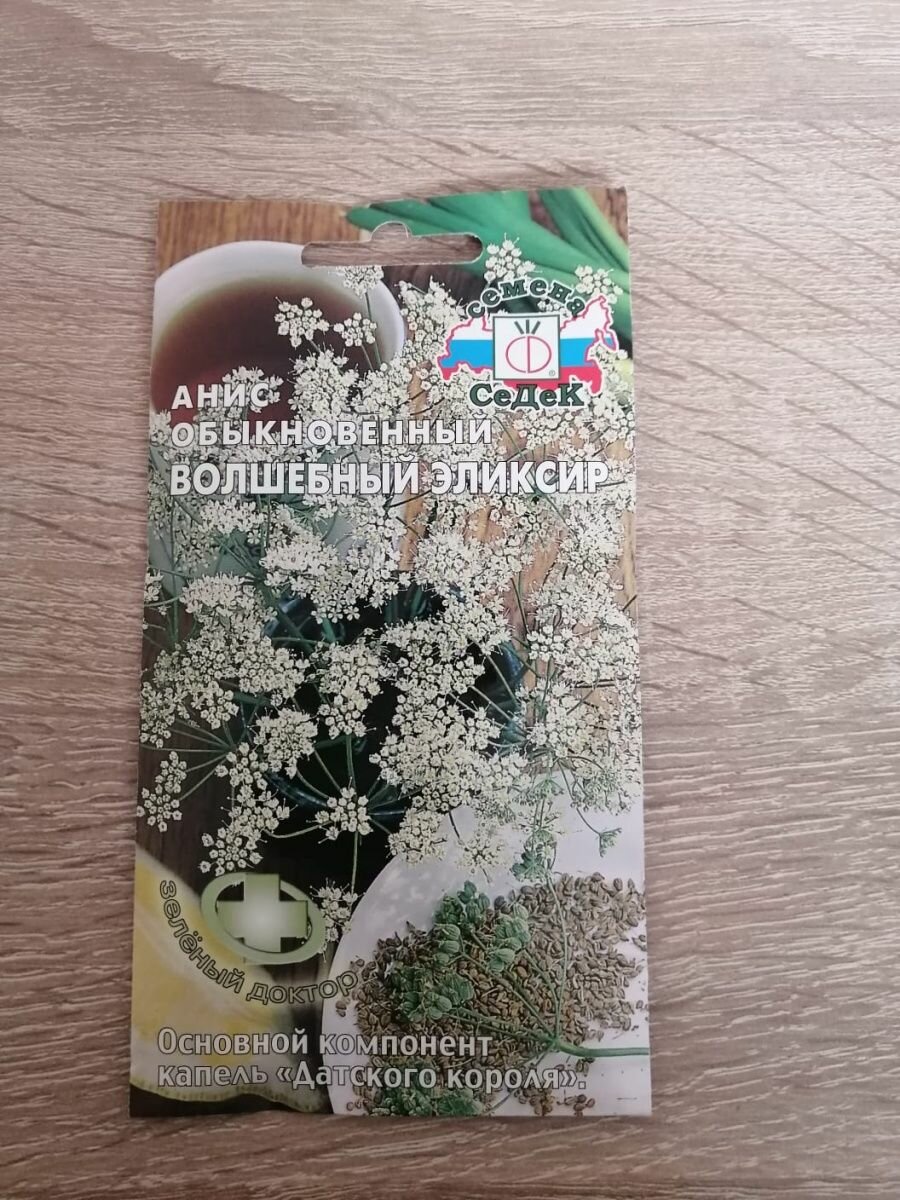 семена
СеДеК
АНИС
ОБЫКНОВЕННЫЙ
ВОЛШЕБНЫЙ ЭЛИКСИР
зелёный доктор
Основной компонент
капель «Датского короля».